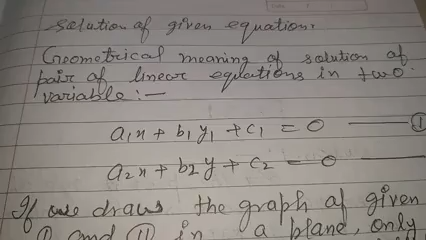 solution of given equation.
Geometrical meaning of solution of
pair of linear equations in two
variable :—
a₁x + b₁y₁ + c₁ = 0 —— ①
a₂x + b₂y + c₂ = 0 ——
If we draws the graph of given
① and ⑪ in a plane, only